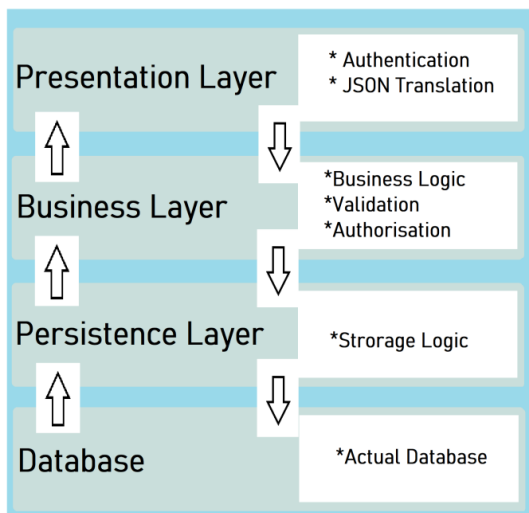 Presentation Layer
* Authentication
* JSON Translation
Business Layer
*Business Logic
*Validation
*Authorisation
Persistence Layer
*Strorage Logic
Database
*Actual Database